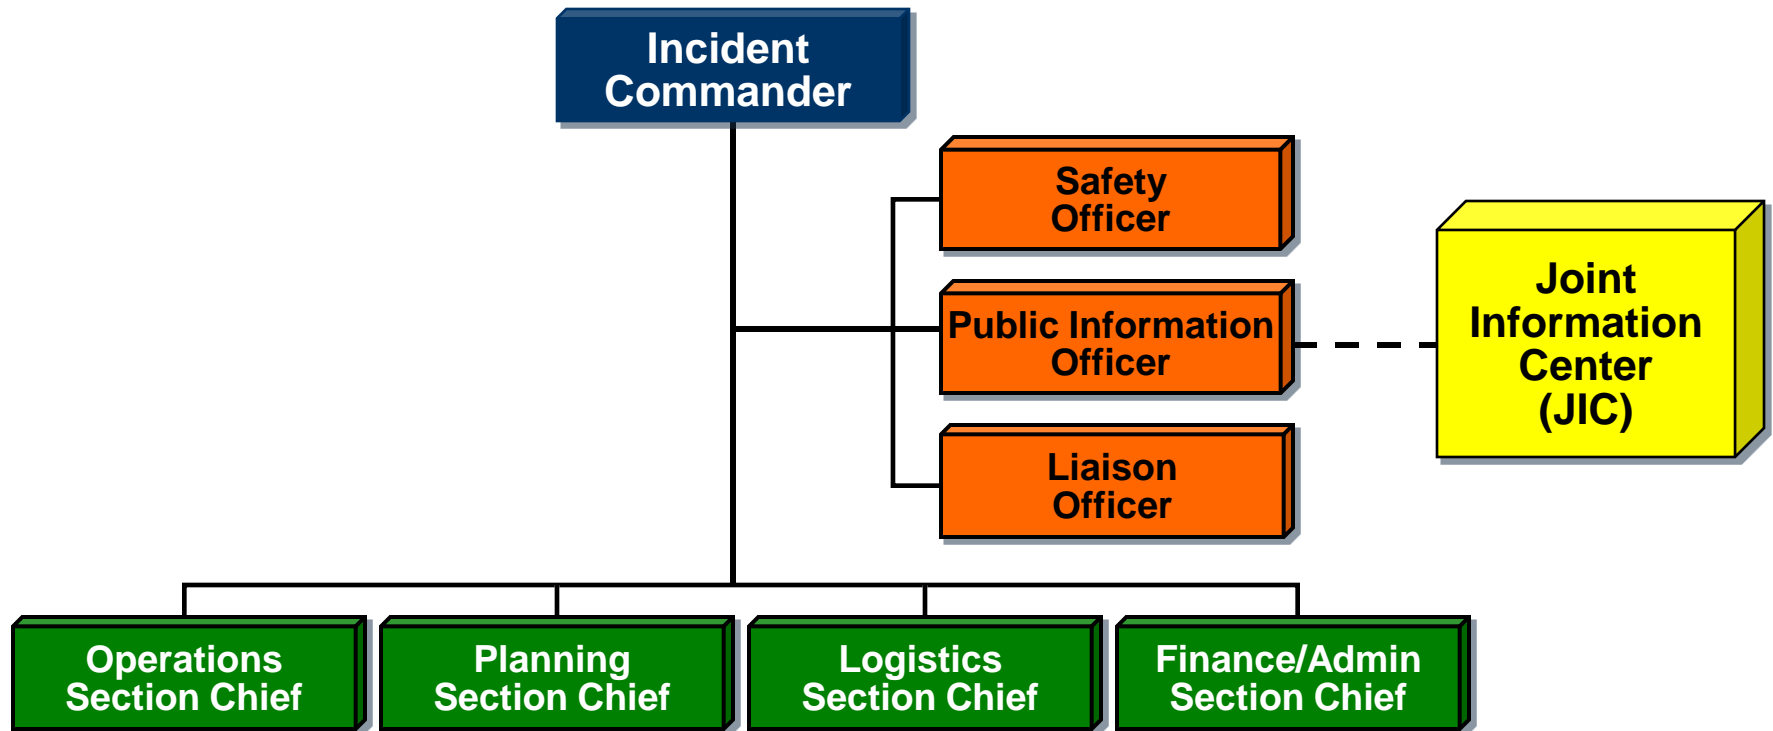 Incident
Commander
Safety
Officer
Public Information
Officer
Liaison
Officer
Joint
Information
Center
(JIC)
Operations
Section Chief
Planning
Section Chief
Logistics
Section Chief
Finance/Admin
Section Chief